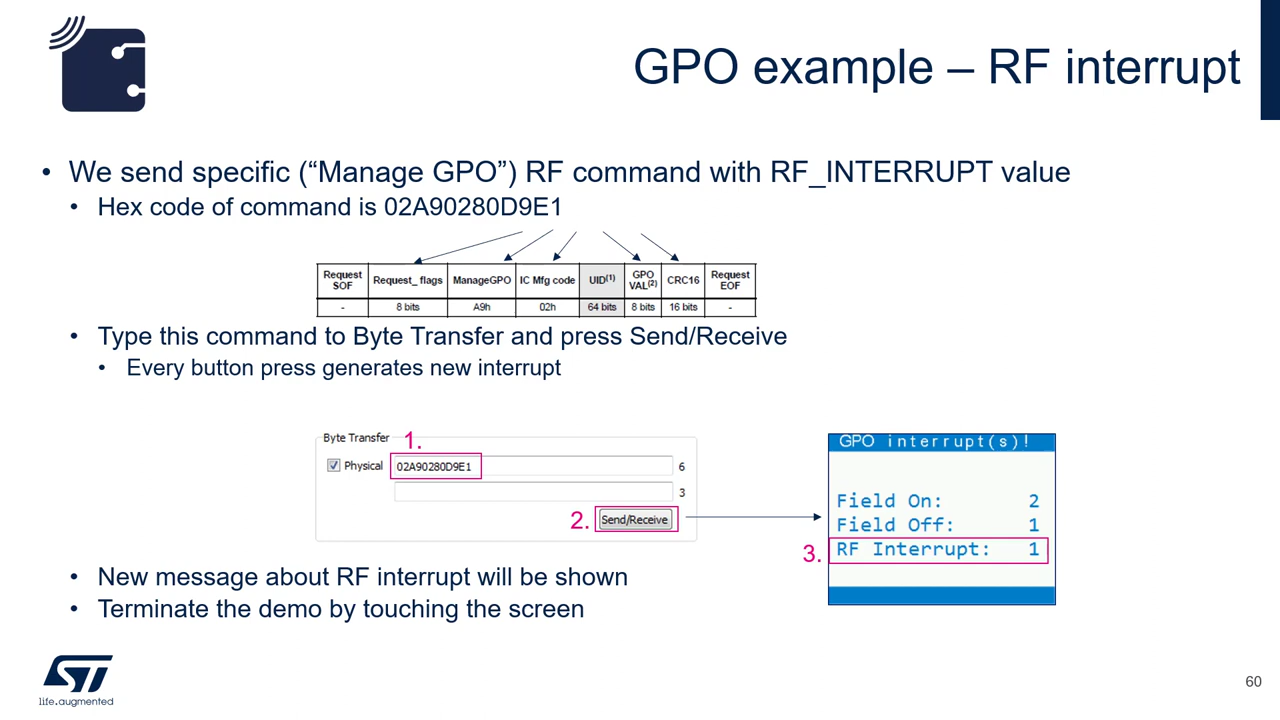 GPO example – RF interrupt
• We send specific (“Manage GPO”) RF command with RF_INTERRUPT value
• Hex code of command is 02A90280D9E1
Request SOF Request_ flags ManageGPO IC Mfg code UID(1) GPO VAL(2) CRC16 Request EOF
- 8 bits A9h 02h 64 bits 8 bits 16 bits -
• Type this command to Byte Transfer and press Send/Receive
• Every button press generates new interrupt
Byte Transfer 1.
Physical 02A90280D9E1 6
3
2. Send/Receive
GPO interrupt(s)!
Field On: 2
Field Off: 1
3. RF Interrupt: 1
• New message about RF interrupt will be shown
• Terminate the demo by touching the screen
ST
life.augmented
60